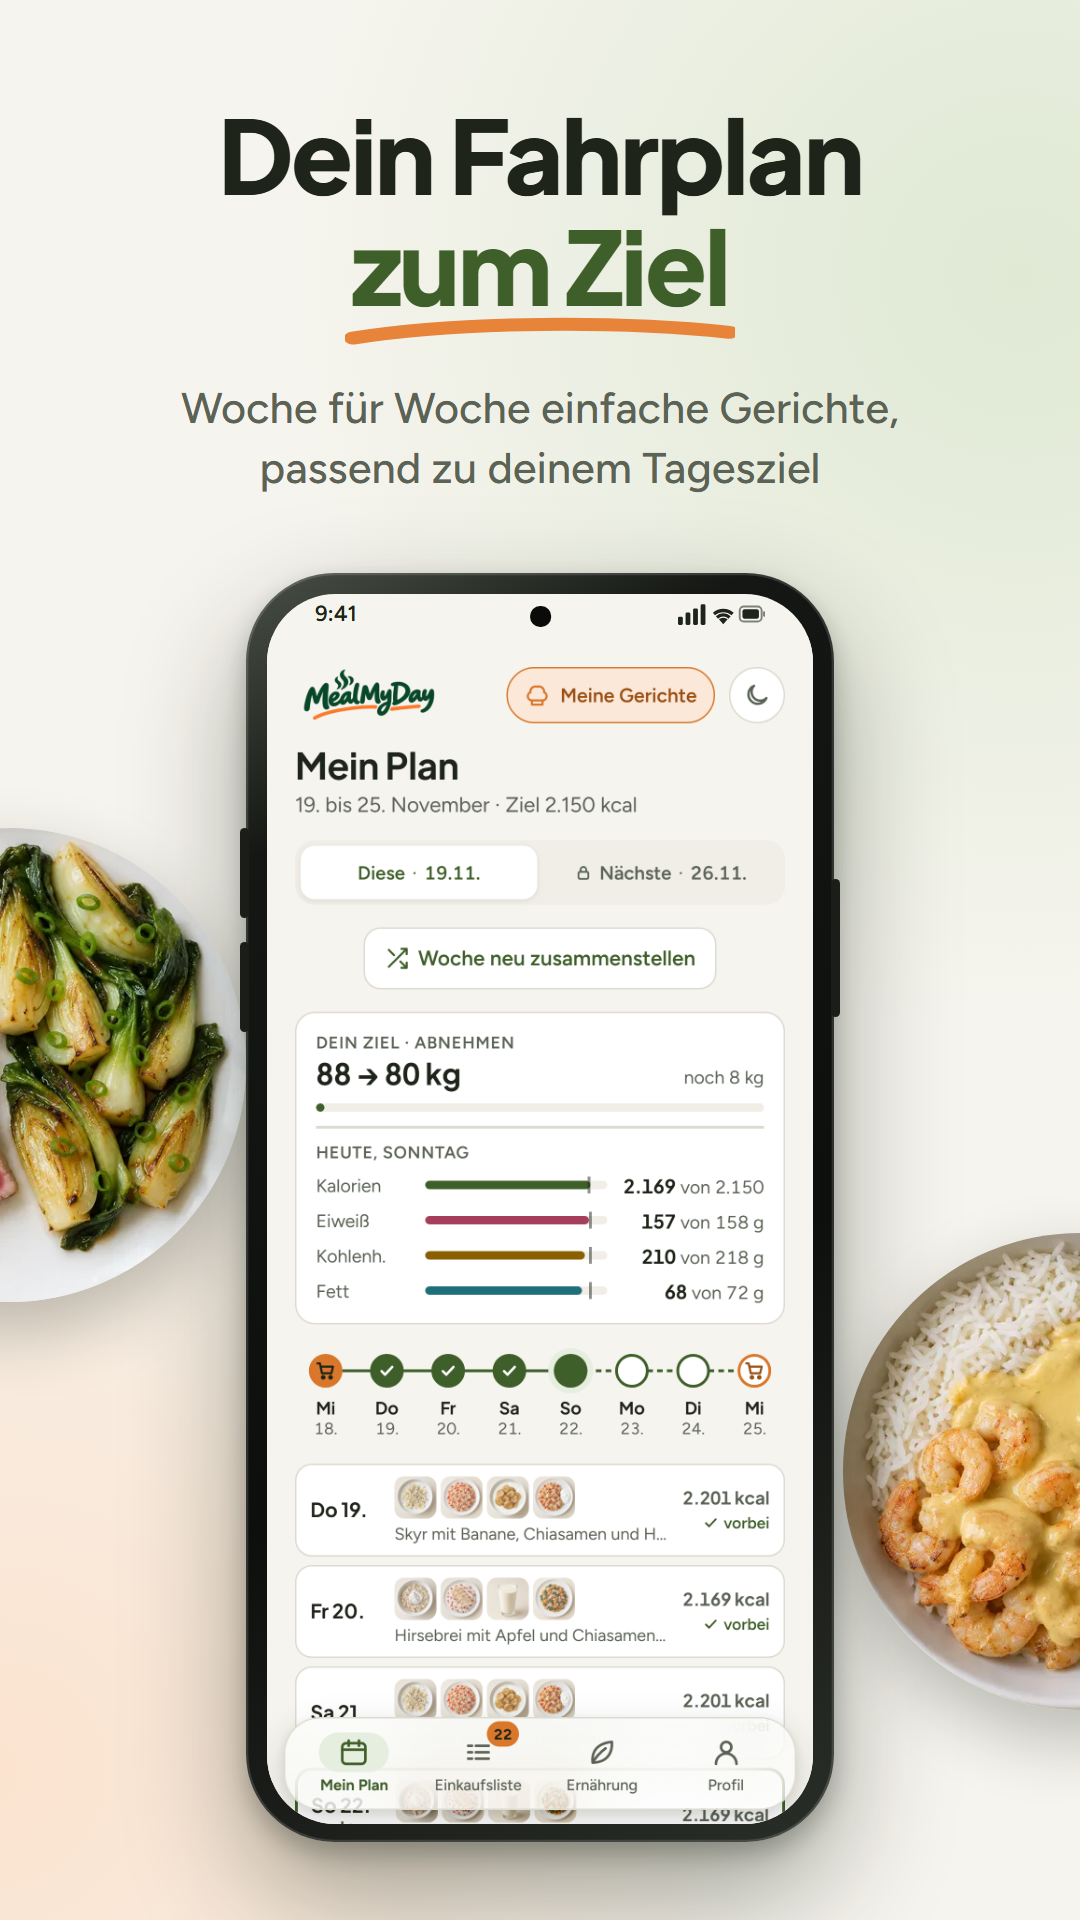 Dein Fahrplan
zum Ziel
Woche für Woche einfache Gerichte,
passend zu deinem Tagesziel
9:41
MealMyDay
Meine Gerichte
Mein Plan
19. bis 25. November · Ziel 2.150 kcal
Diese · 19.11.
Nächste · 26.11.
Woche neu zusammenstellen
DEIN ZIEL · ABNEHMEN
88 → 80 kg
noch 8 kg
HEUTE, SONNTAG
Kalorien 2.169 von 2.150
Eiweiß 157 von 158 g
Kohlenh. 210 von 218 g
Fett 68 von 72 g
Mi Do Fr Sa So Mo Di Mi
18. 19. 20. 21. 22. 23. 24. 25.
Do 19.
2.201 kcal
Skyr mit Banane, Chiasamen und H...
✓ vorbei
Fr 20.
2.169 kcal
Hirsebrei mit Apfel und Chiasamen...
✓ vorbei
Sa 21
2.201 kcal
22
Mein Plan Einkaufsliste Ernährung Profil
So 22.
2.169 kcal